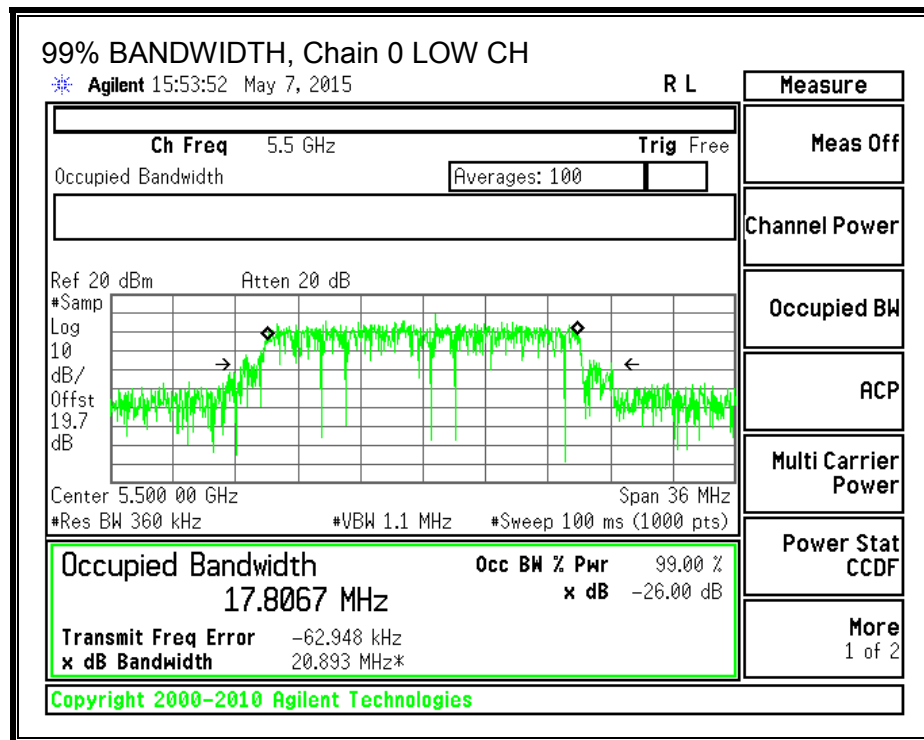 99% BANDWIDTH, Chain 0 LOW CH
Agilent 15:53:52 May 7, 2015 R L
Measure
Ch Freq 5.5 GHz Trig Free
Meas Off
Occupied Bandwidth Averages: 100
Channel Power
Ref 20 dBm Atten 20 dB
#Samp
Log
10
dB/
Offst
19.7
dB
Occupied BW
ACP
Multi Carrier
Power
Center 5.500 00 GHz Span 36 MHz
#Res BW 360 kHz #VBW 1.1 MHz #Sweep 100 ms (1000 pts)
Power Stat
CCDF
Occupied Bandwidth Occ BW % Pwr 99.00 %
17.8067 MHz x dB -26.00 dB
Transmit Freq Error -62.948 kHz
x dB Bandwidth 20.893 MHz*
More
1 of 2
Copyright 2000-2010 Agilent Technologies